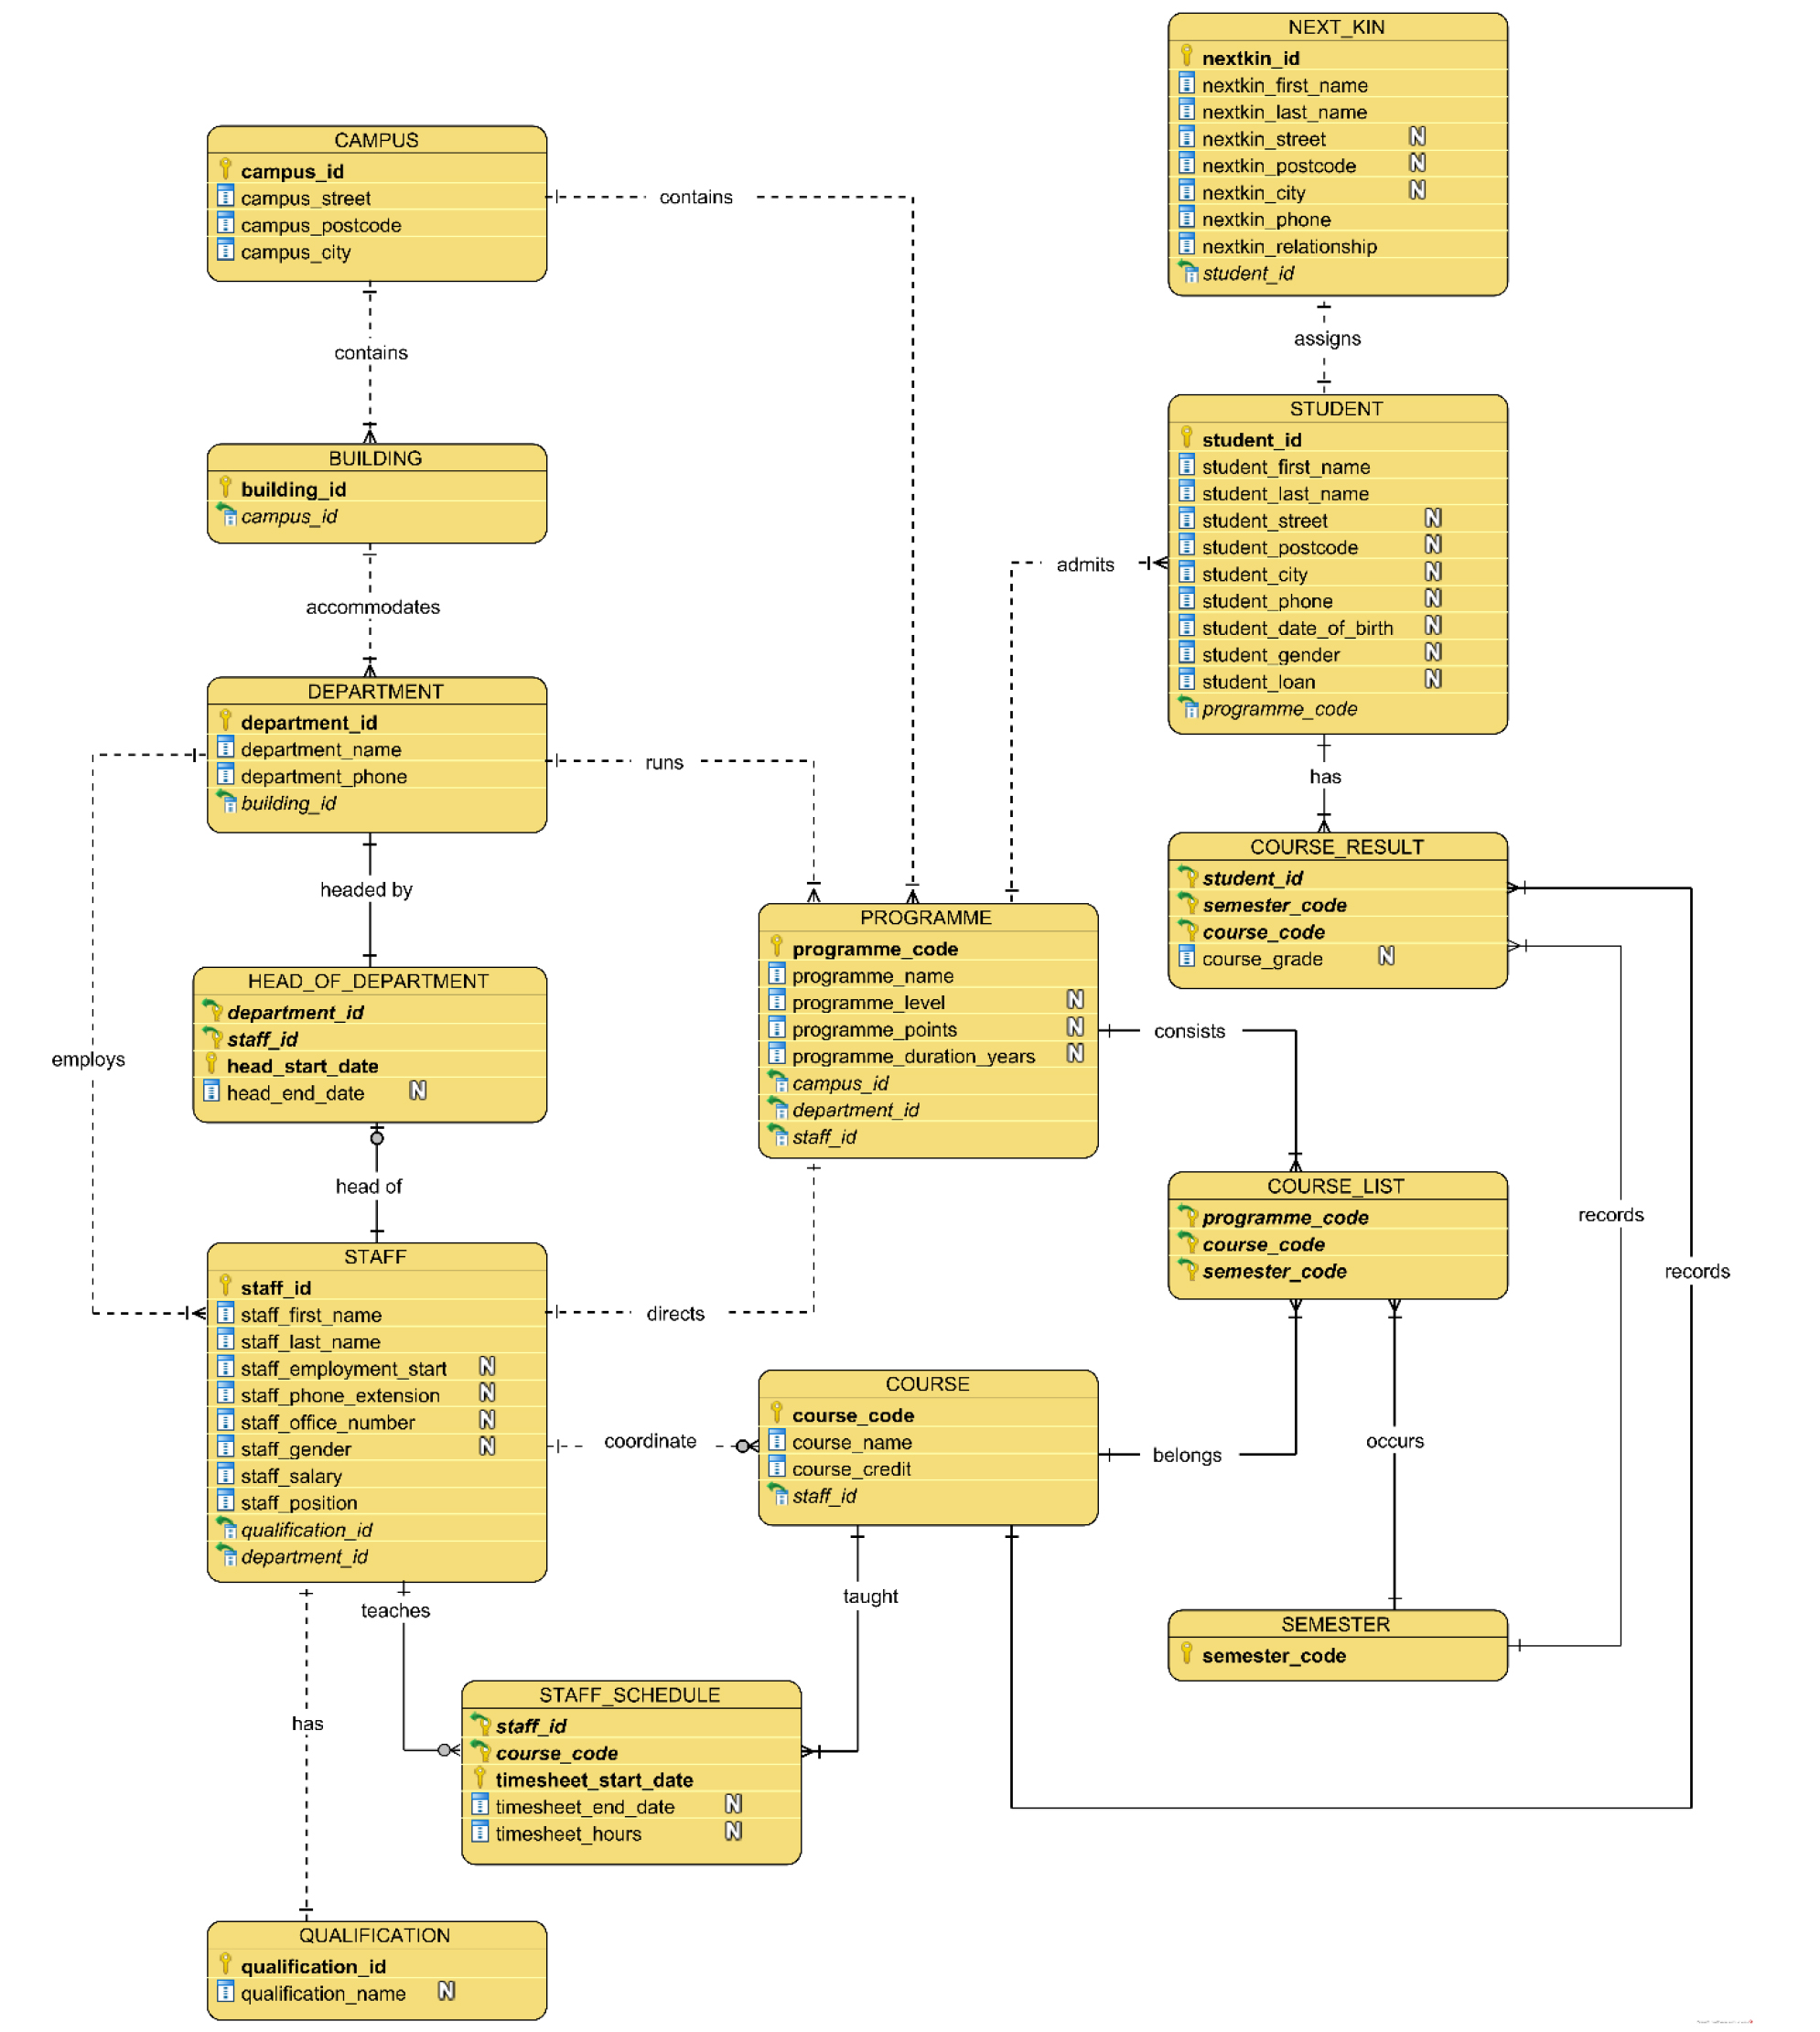 NEXT_KIN
nextkin_id
nextkin_first_name
nextkin_last_name
nextkin_street N
nextkin_postcode N
nextkin_city N
nextkin_phone
nextkin_relationship
student_id
CAMPUS
campus_id
campus_street
campus_postcode
campus_city
contains
contains
assigns
STUDENT
student_id
student_first_name
student_last_name
student_street N
student_postcode N
student_city N
student_phone N
student_date_of_birth N
student_gender N
student_loan N
programme_code
BUILDING
building_id
campus_id
accommodates
admits
DEPARTMENT
department_id
department_name
department_phone
building_id
runs
has
headed by
COURSE_RESULT
student_id
semester_code
course_code
course_grade N
PROGRAMME
programme_code
programme_name
programme_level N
programme_points N
programme_duration_years N
campus_id
department_id
staff_id
HEAD_OF_DEPARTMENT
department_id
staff_id
head_start_date
head_end_date N
employs
consists
head of
COURSE_LIST
programme_code
course_code
semester_code
records
records
STAFF
staff_id
staff_first_name
staff_last_name
staff_employment_start N
staff_phone_extension N
staff_office_number N
staff_gender N
staff_salary
staff_position
qualification_id
department_id
directs
COURSE
course_code
course_name
course_credit
staff_id
coordinate
belongs
occurs
teaches
taught
SEMESTER
semester_code
has
STAFF_SCHEDULE
staff_id
course_code
timesheet_start_date
timesheet_end_date N
timesheet_hours N
QUALIFICATION
qualification_id
qualification_name N